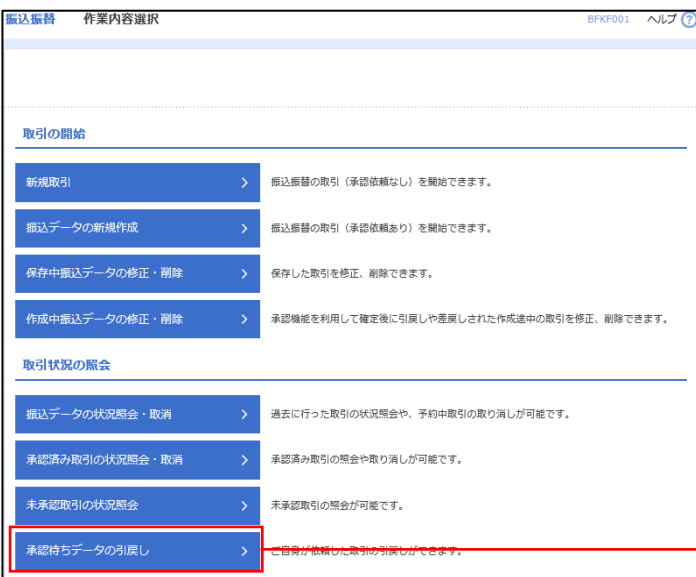 振込振替 作業内容選択 BFKF001 ヘルプ ?
取引の開始
新規取引 振込振替の取引（承認依頼なし）を開始できます。
振込データの新規作成 振込振替の取引（承認依頼あり）を開始できます。
保存中振込データの修正・削除 保存した取引を修正、削除できます。
作成中振込データの修正・削除 承認機能を利用して確定後に引戻しや差戻しされた作成途中の取引を修正、削除できます。
取引状況の照会
振込データの状況照会・取消 過去に行った取引の状況照会や、予約中取引の取り消しが可能です。
承認済み取引の状況照会・取消 承認済み取引の照会や取り消しが可能です。
未承認取引の状況照会 未承認取引の照会が可能です。
承認待ちデータの引戻し ご自身が依頼した取引の引戻しができます。